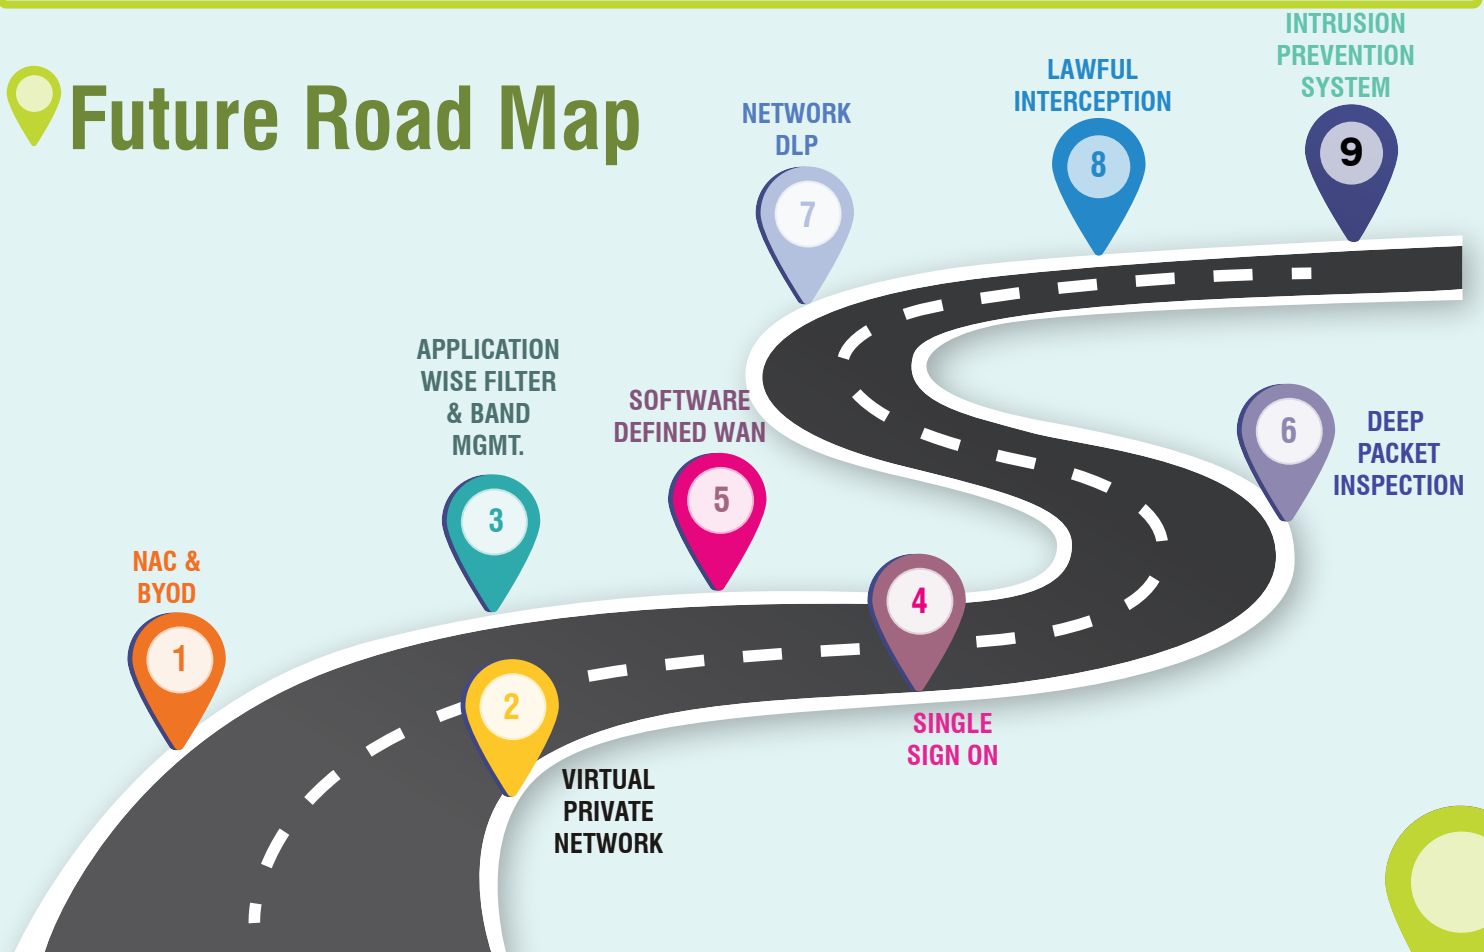 Future Road Map
NAC &
BYOD
1
2
VIRTUAL
PRIVATE
NETWORK
APPLICATION
WISE FILTER
& BAND
MGMT.
3
4
SINGLE
SIGN ON
SOFTWARE
DEFINED WAN
5
6
DEEP
PACKET
INSPECTION
NETWORK
DLP
7
LAWFUL
INTERCEPTION
8
INTRUSION
PREVENTION
SYSTEM
9